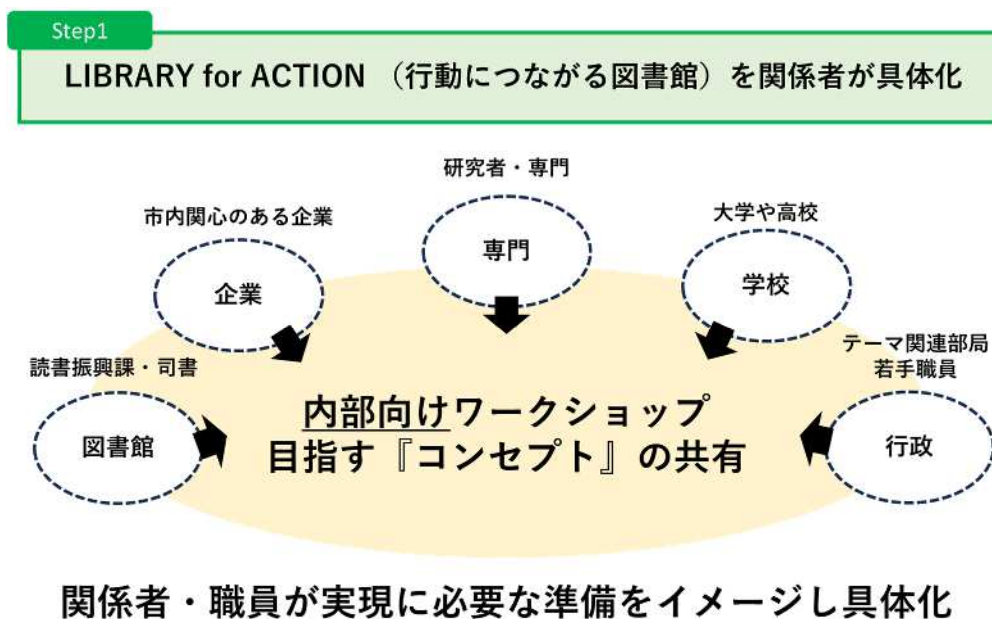 Step1
LIBRARY for ACTION （行動につながる図書館）を関係者が具体化
研究者・専門
専門
市内関心のある企業
企業
大学や高校
学校
読書振興課・司書
図書館
テーマ関連部局
若手職員
行政
内部向けワークショップ
目指す『コンセプト』の共有
関係者・職員が実現に必要な準備をイメージし具体化